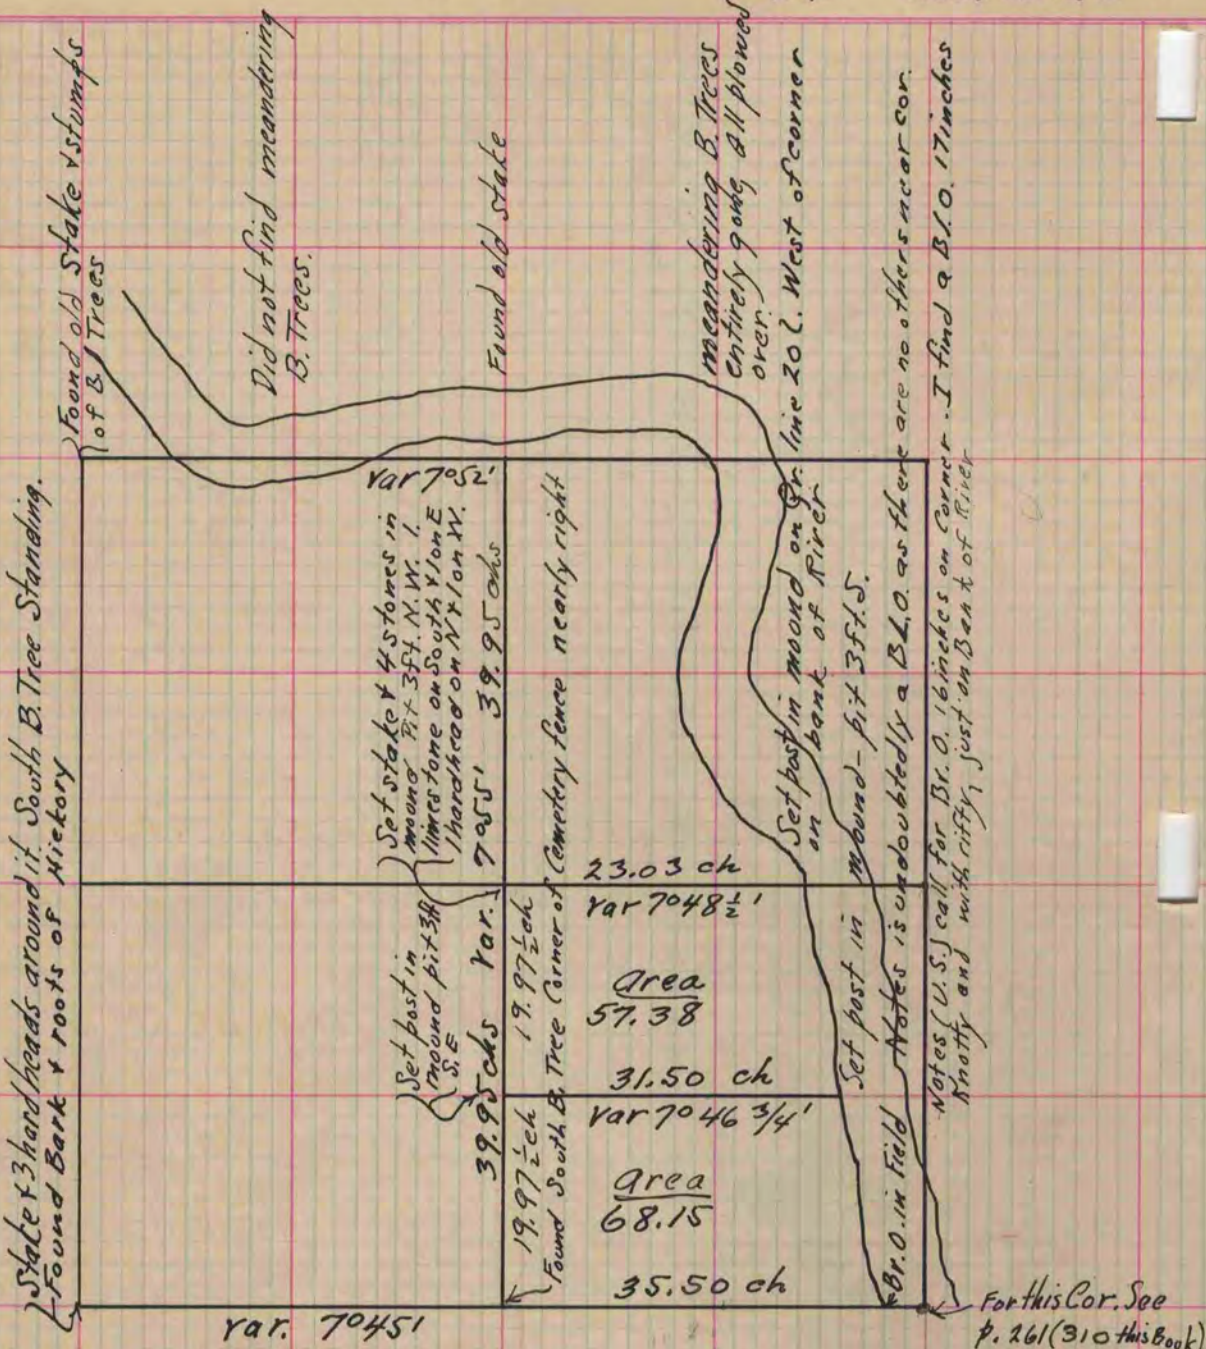 Found old stake & stumps
of B. Trees
Did not find meandering
B. Trees.
Found old stake
meandering B. Trees
entirely gone, all plowed
over.
Set post in mound on Qr. line 20 L. West of corner
on bank of River
Set post in mound - pit 3 ft. S.
Br. O. in Field Notes is undoubtedly a B.L.O. as there are no others near cor.
Notes (U.S.) call for Br. O. 16 inches on Corner. I find a B.l.O. 17 inches
Knotty and with rifty, just on Bank of River
Stake & 3 hardheads around it. South B. Tree Standing.
Found Bark & roots of Hickory
Var 7°52'
Set stake & 4 stones in
mound Pit 3 ft. N.W. 1.
limestone on South & 1 on E
1 hardhead on N & 1 on W.
39.95 chs Var. 7°55' 39.95 chs
Set post in
mound pit 3 ft
S.E
19.97½ ch 19.97½ ch
Found South B. Tree Corner of Cemetery fence nearly right
23.03 ch
Var 7°48½'
Area
57.38
31.50 ch
Var 7°46 3/4'
Area
68.15
35.50 ch
Var. 7°45'
For this Cor. See
p. 261 (310 this Book)